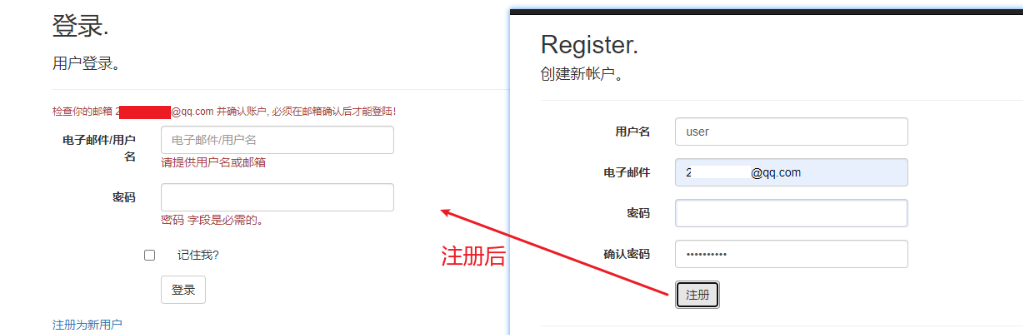 登录.
用户登录。
检查你的邮箱 2 @qq.com 并确认账户, 必须在邮箱确认后才能登陆!
电子邮件/用户名
电子邮件/用户名
请提供用户名或邮箱
密码
密码 字段是必需的。
记住我?
登录
注册为新用户
注册后
Register.
创建新帐户。
用户名
user
电子邮件
2 @qq.com
密码
确认密码
••••••••••
注册